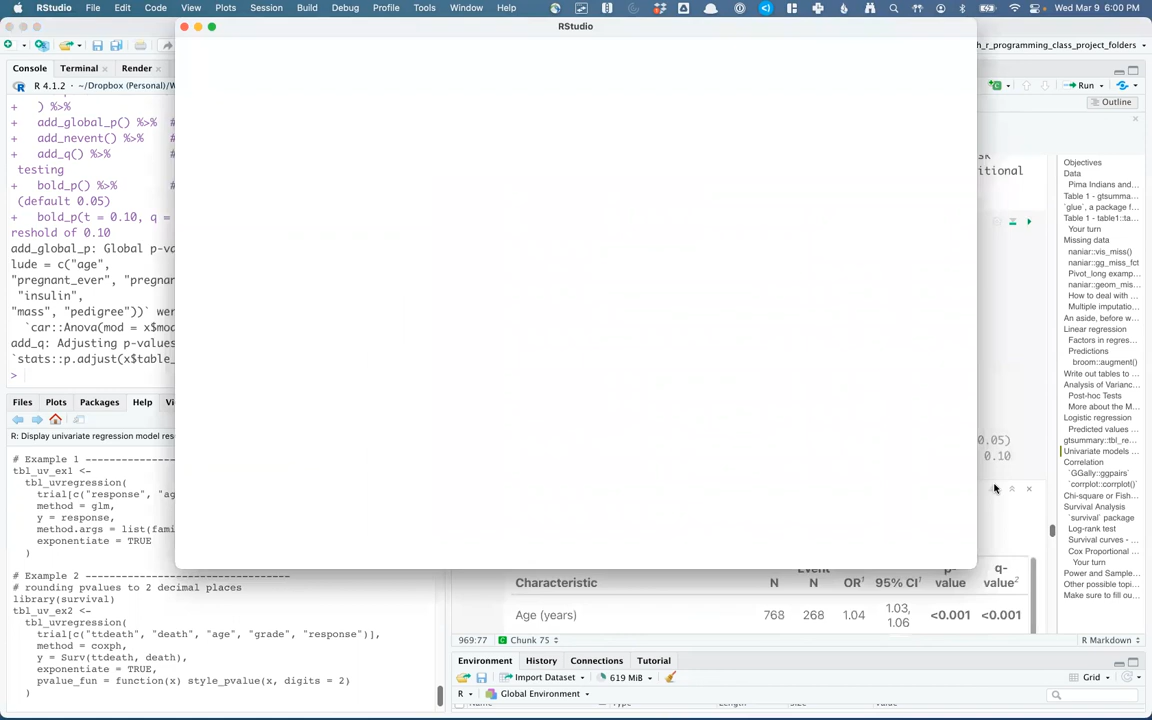 RStudio File Edit Code View Plots Session Build Debug Profile Tools Window Help Wed Mar 9 6:00 PM
RStudio
h_r_programming_class_project_folders
Console Terminal Render
R 4.1.2 · ~/Dropbox (Personal)/W
Run
Outline
+ ) %>%
+ add_global_p() %>% #
+ add_nevent() %>% #
+ add_q() %>% #
testing
+ bold_p() %>% #
(default 0.05)
+ bold_p(t = 0.10, q =
reshold of 0.10
add_global_p: Global p-va
lude = c("age",
"pregnant_ever", "pregnan
"insulin",
"mass", "pedigree"))` wer
`car::Anova(mod = x$mod
add_q: Adjusting p-values
`stats::p.adjust(x$table_
>
sk
itional
0.05)
0.10
Objectives
Data
Pima Indians and...
Table 1 - gtsumma...
`glue`, a package f...
Table 1 - table1::ta...
Your turn
Missing data
naniar::vis_miss()
naniar::gg_miss_fct
Pivot_long examp...
naniar::geom_mis...
How to deal with ...
Multiple imputatio...
An aside, before w...
Linear regression
Factors in regres...
Predictions
broom::augment()
Write out tables to ...
Analysis of Varianc...
Post-hoc Tests
More about the M...
Logistic regression
Predicted values ...
gtsummary::tbl_re...
Univariate models ...
Correlation
`GGally::ggpairs`
`corrplot::corrplot()`
Chi-square or Fish...
Survival Analysis
`survival` package
Log-rank test
Survival curves - ...
Cox Proportional ...
Your turn
Power and Sample...
Other possible topi...
Make sure to fill ou...
Files Plots Packages Help Vi
R: Display univariate regression model res
# Example 1 ----------------------------------
tbl_uv_ex1 <-
tbl_uvregression(
trial[c("response", "ag
method = glm,
y = response,
method.args = list(fami
exponentiate = TRUE
)
# Example 2 ----------------------------------
# rounding pvalues to 2 decimal places
library(survival)
tbl_uv_ex2 <-
tbl_uvregression(
trial[c("ttdeath", "death", "age", "grade", "response")],
method = coxph,
y = Surv(ttdeath, death),
exponentiate = TRUE,
pvalue_fun = function(x) style_pvalue(x, digits = 2)
)
Characteristic N N OR¹ 95% CI¹ value q-value²
Age (years) 768 268 1.04 1.03, 1.06 <0.001 <0.001
969:77 Chunk 75 R Markdown
Environment History Connections Tutorial
Import Dataset 619 MiB Grid
R Global Environment